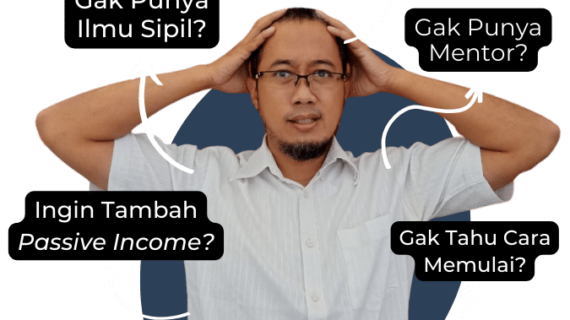 Gak Punya
Ilmu Sipil?
Gak Punya
Mentor?
Ingin Tambah
Passive Income?
Gak Tahu Cara
Memulai?